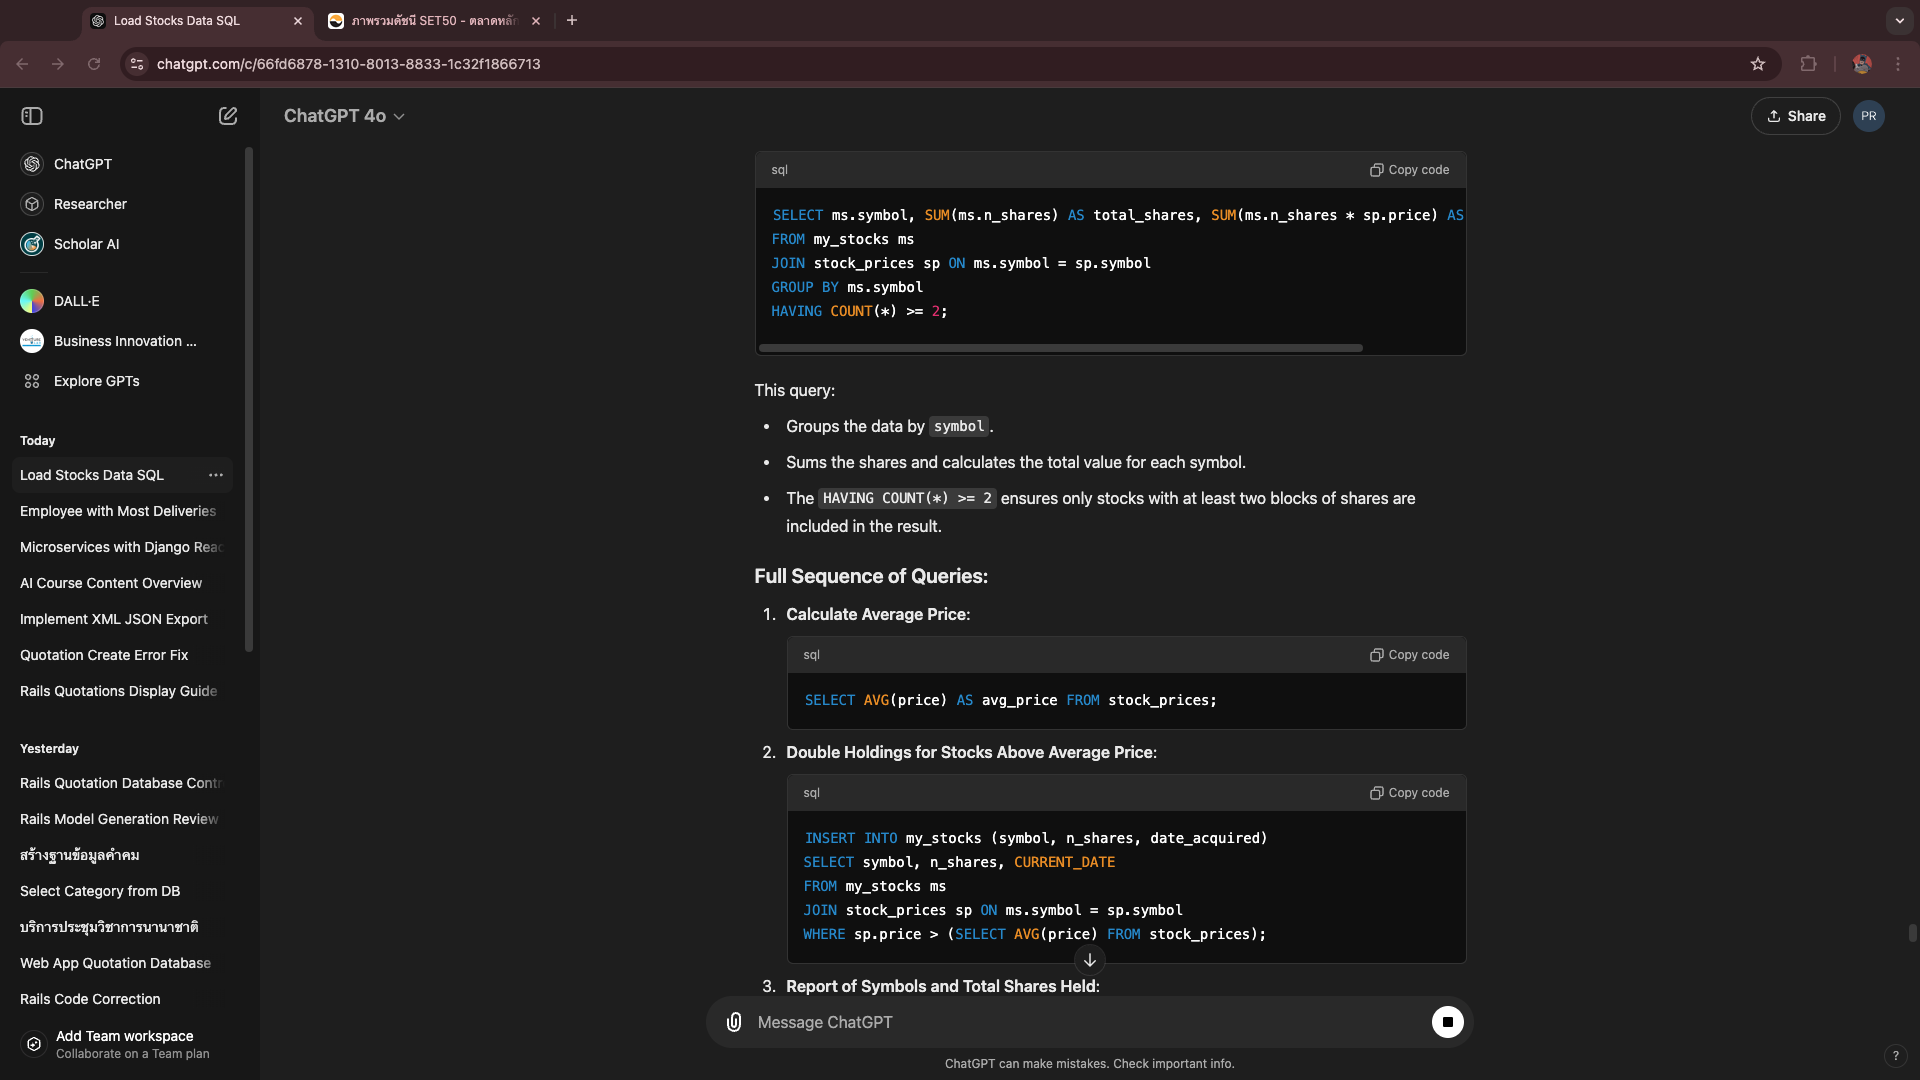 Load Stocks Data SQL
ภาพรวมดัชนี SET50 - ตลาดหลัก
chatgpt.com/c/66fd6878-1310-8013-8833-1c32f1866713
ChatGPT 4o
Share
PR
ChatGPT
Researcher
Scholar AI
DALL·E
Business Innovation ...
Explore GPTs
Today
Load Stocks Data SQL
Employee with Most Deliveries
Microservices with Django Reac
AI Course Content Overview
Implement XML JSON Export
Quotation Create Error Fix
Rails Quotations Display Guide
Yesterday
Rails Quotation Database Contr
Rails Model Generation Review
สร้างฐานข้อมูลคำคม
Select Category from DB
บริการประชุมวิชาการนานาชาติ
Web App Quotation Database
Rails Code Correction
Add Team workspace
Collaborate on a Team plan
sql
Copy code
SELECT ms.symbol, SUM(ms.n_shares) AS total_shares, SUM(ms.n_shares * sp.price) AS
FROM my_stocks ms
JOIN stock_prices sp ON ms.symbol = sp.symbol
GROUP BY ms.symbol
HAVING COUNT(*) >= 2;
This query:
• Groups the data by symbol.
• Sums the shares and calculates the total value for each symbol.
• The HAVING COUNT(*) >= 2 ensures only stocks with at least two blocks of shares are
included in the result.
Full Sequence of Queries:
1. Calculate Average Price:
sql
Copy code
SELECT AVG(price) AS avg_price FROM stock_prices;
2. Double Holdings for Stocks Above Average Price:
sql
Copy code
INSERT INTO my_stocks (symbol, n_shares, date_acquired)
SELECT symbol, n_shares, CURRENT_DATE
FROM my_stocks ms
JOIN stock_prices sp ON ms.symbol = sp.symbol
WHERE sp.price > (SELECT AVG(price) FROM stock_prices);
3. Report of Symbols and Total Shares Held:
Message ChatGPT
ChatGPT can make mistakes. Check important info.
?